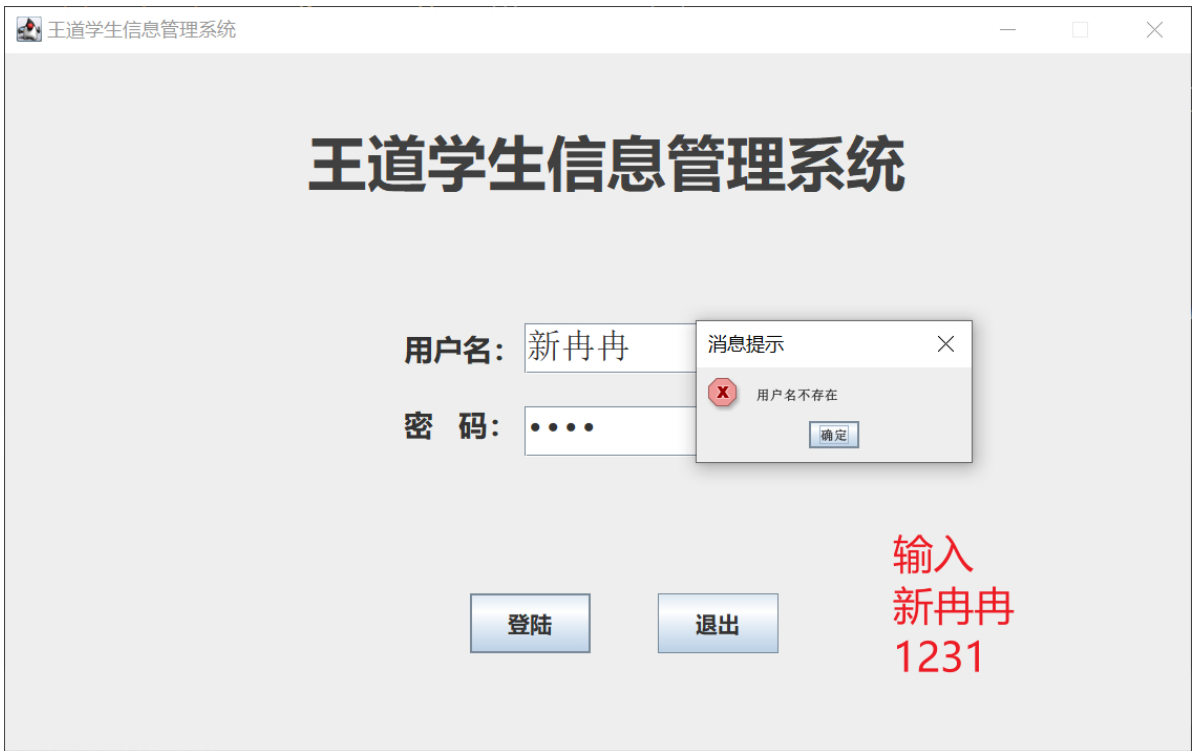 王道学生信息管理系统
王道学生信息管理系统
用户名：新冉冉
消息提示
用户名不存在
确定
密 码：••••
登陆 退出
输入
新冉冉
1231